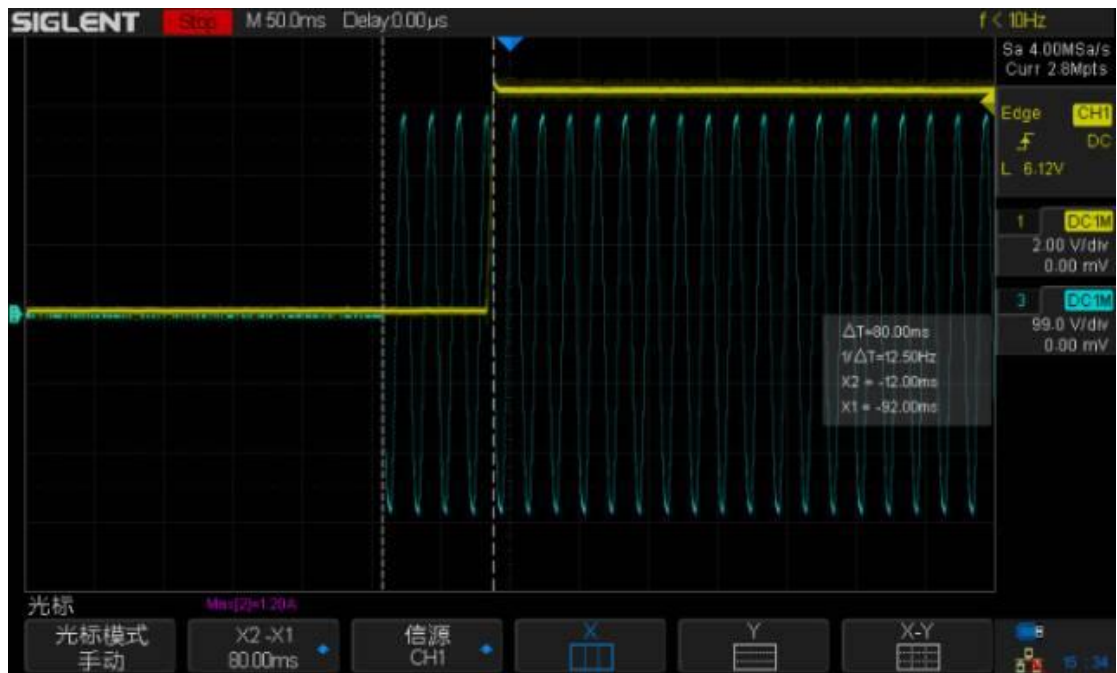 SIGLENT Stop M 50.0ms Delay:0.00µs f < 10Hz
Sa 4.00MSa/s
Curr 2.8Mpts
Edge CH1
DC
L 6.12V
1 DC1M
2.00 V/div
0.00 mV
3 DC1M
99.0 V/div
0.00 mV
△T=80.00ms
1/△T=12.50Hz
X2 = -12.00ms
X1 = -92.00ms
光标
光标模式
手动
X2 -X1
80.00ms
信源
CH1
X
Y
X-Y
15 : 34